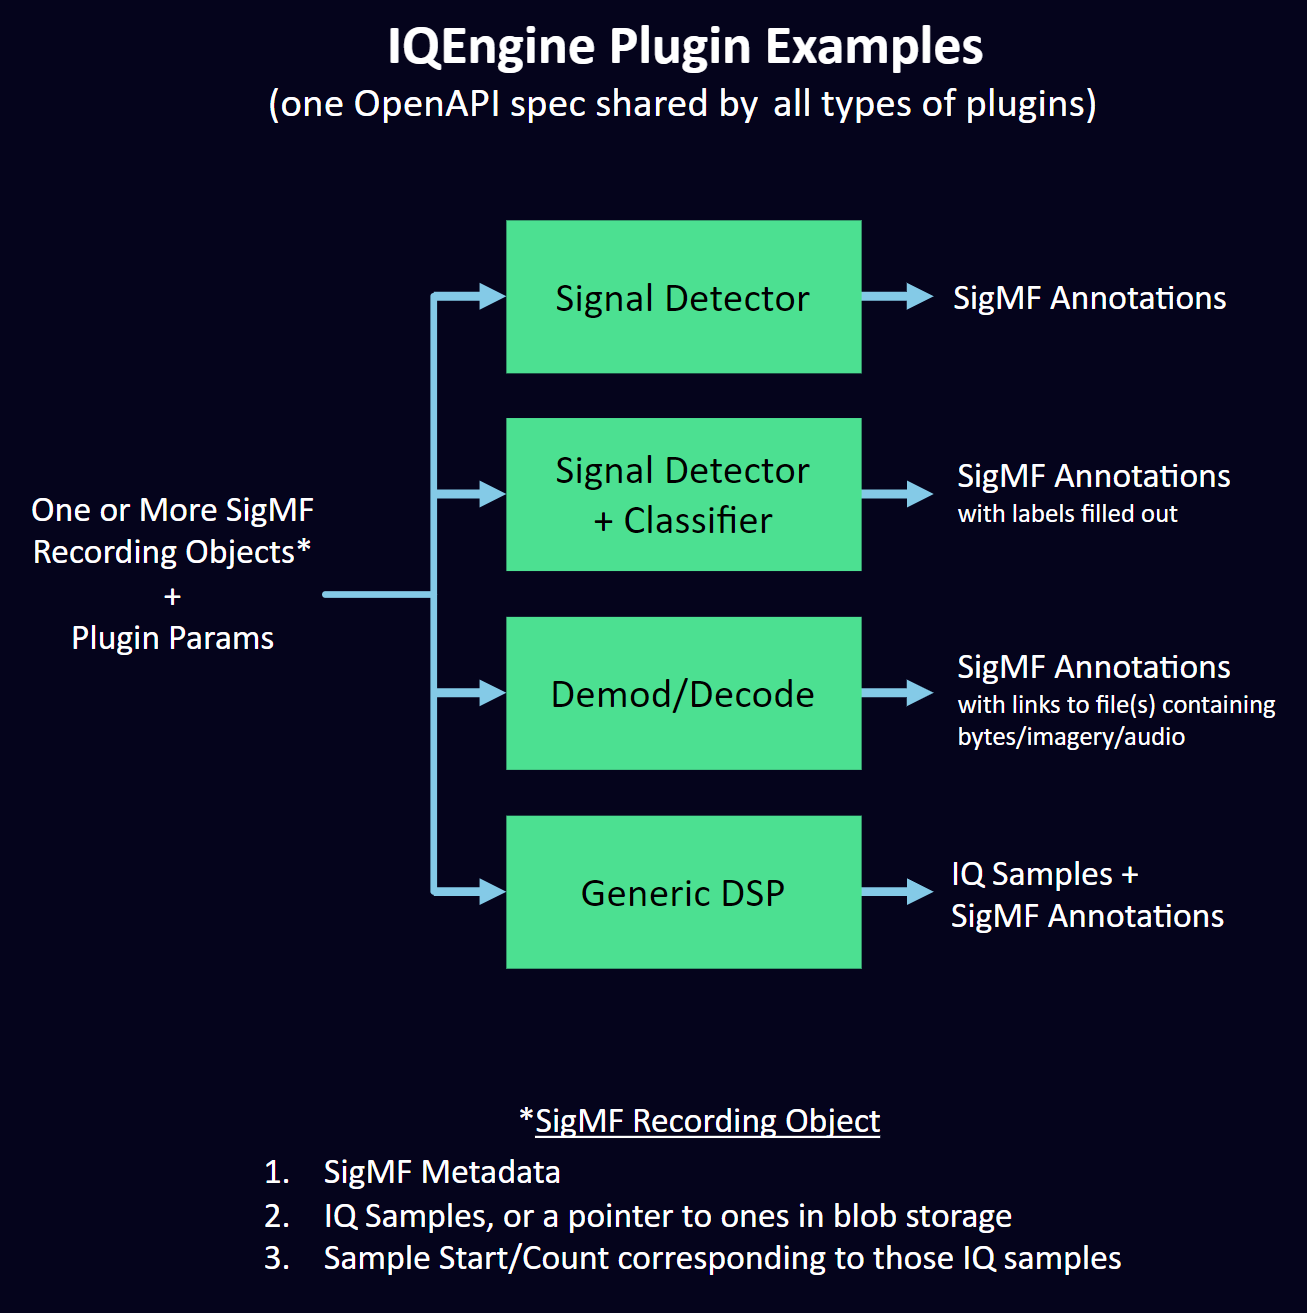 IQEngine Plugin Examples
(one OpenAPI spec shared by all types of plugins)
Signal Detector
SigMF Annotations
Signal Detector
+ Classifier
SigMF Annotations
with labels filled out
One or More SigMF
Recording Objects*
+
Plugin Params
Demod/Decode
SigMF Annotations
with links to file(s) containing
bytes/imagery/audio
Generic DSP
IQ Samples +
SigMF Annotations
*SigMF Recording Object
1. SigMF Metadata
2. IQ Samples, or a pointer to ones in blob storage
3. Sample Start/Count corresponding to those IQ samples